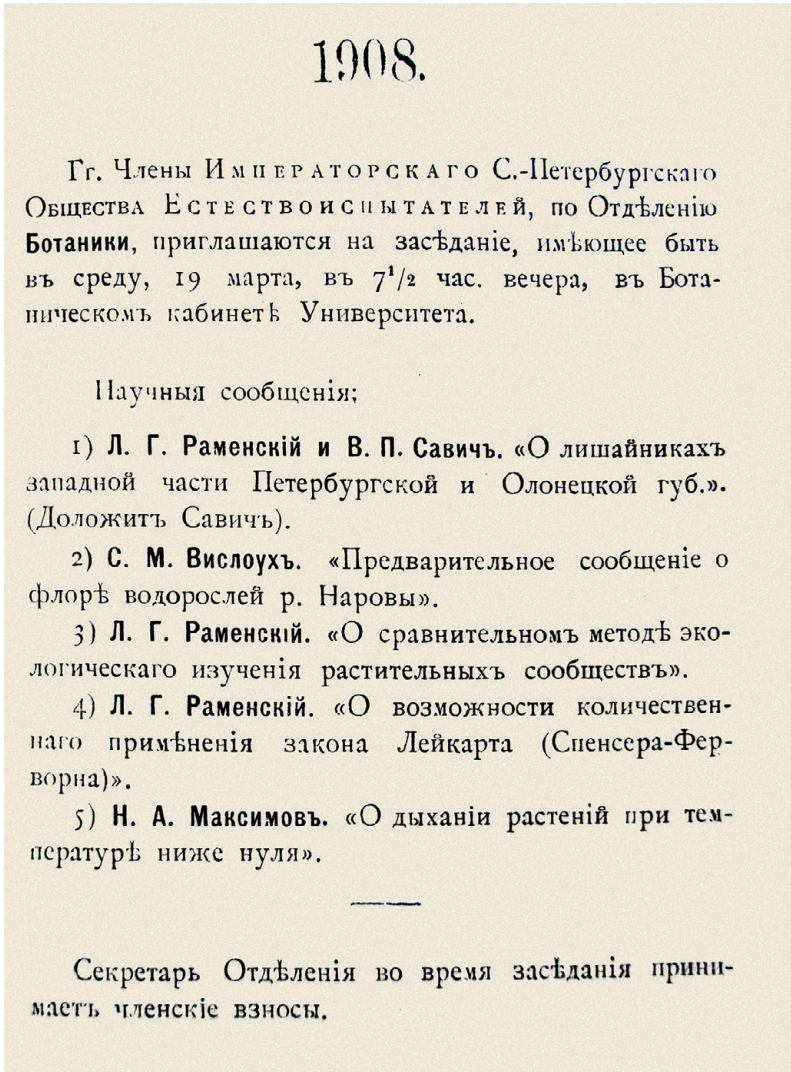 1908.
Гг. Члены Императорскаго С.-Петербургскаго
Общества Естествоиспытателей, по Отдѣленію
Ботаники, приглашаются на засѣданіе, имѣющее быть
въ среду, 19 марта, въ 7¹/2 час. вечера, въ Бота-
ническомъ кабинетѣ Университета.
Научныя сообщенія;
1) Л. Г. Раменскій и В. П. Савичъ. «О лишайникахъ
западной части Петербургской и Олонецкой губ.».
(Доложитъ Савичъ).
2) С. М. Вислоухъ. «Предварительное сообщеніе о
флорѣ водорослей р. Наровы».
3) Л. Г. Раменскій. «О сравнительномъ методѣ эко-
логическаго изученія растительныхъ сообществъ».
4) Л. Г. Раменскій. «О возможности количествен-
наго примѣненія закона Лейкарта (Спенсера-Фер-
ворна)».
5) Н. А. Максимовъ. «О дыханіи растеній при тем-
пературѣ ниже нуля».
Секретарь Отдѣленія во время засѣданія прини-
маетъ членскіе взносы.